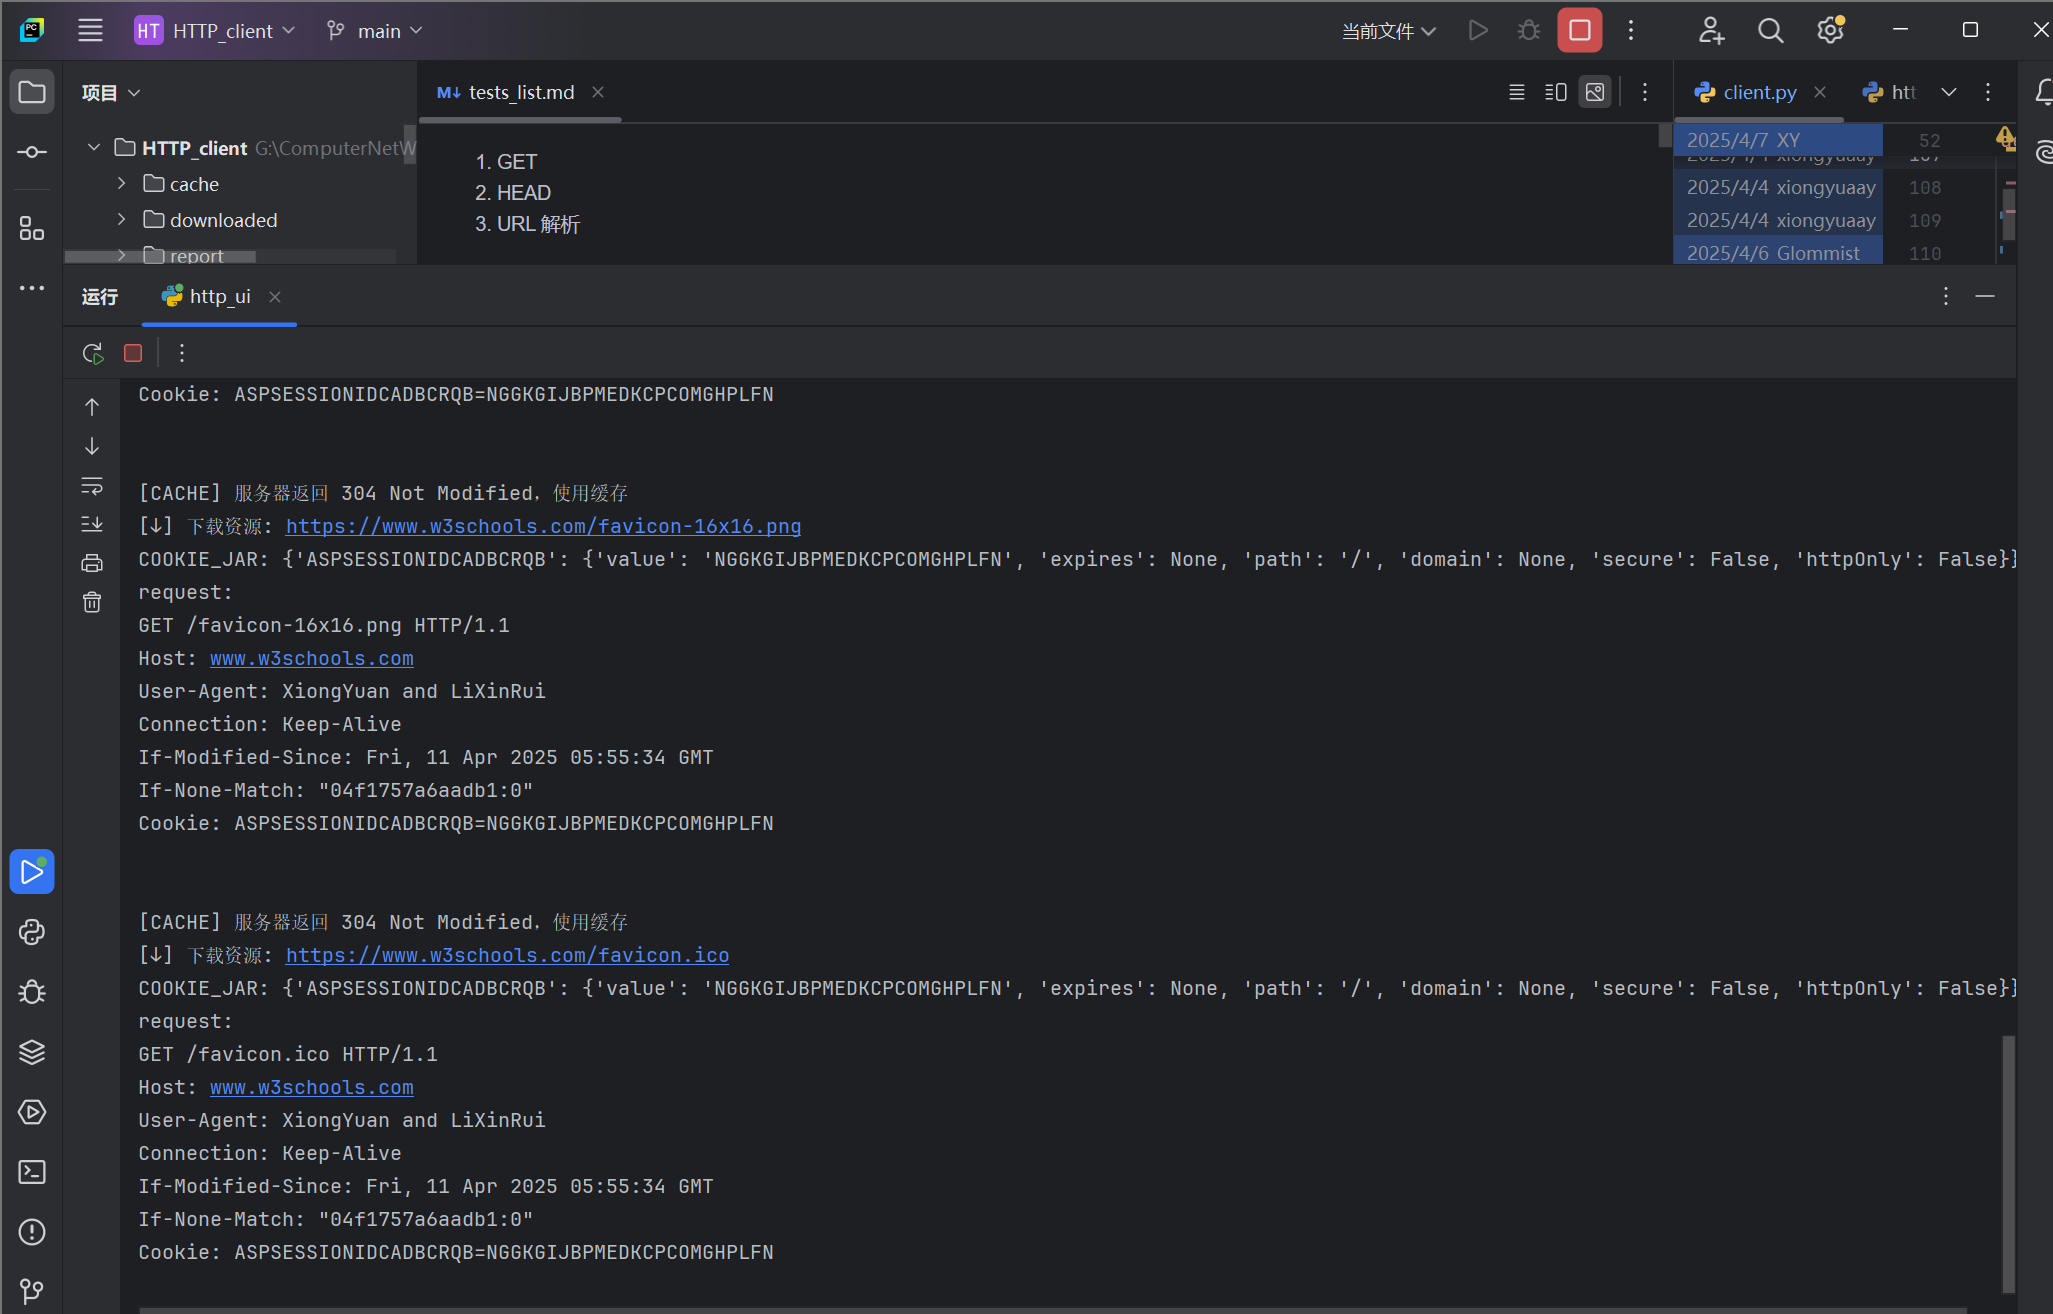 HT HTTP_client main 当前文件
项目 tests_list.md client.py
HTTP_client G:\ComputerNetW
cache
downloaded
report
1. GET
2. HEAD
3. URL 解析
2025/4/7 XY 52
2025/4/4 xiongyuaay 108
2025/4/4 xiongyuaay 109
2025/4/6 Glommist 110
运行 http_ui
Cookie: ASPSESSIONIDCADBCRQB=NGGKGIJBPMEDKCPCOMGHPLFN
[CACHE] 服务器返回 304 Not Modified，使用缓存
[↓] 下载资源: https://www.w3schools.com/favicon-16x16.png
COOKIE_JAR: {'ASPSESSIONIDCADBCRQB': {'value': 'NGGKGIJBPMEDKCPCOMGHPLFN', 'expires': None, 'path': '/', 'domain': None, 'secure': False, 'httpOnly': False}}
request:
GET /favicon-16x16.png HTTP/1.1
Host: www.w3schools.com
User-Agent: XiongYuan and LiXinRui
Connection: Keep-Alive
If-Modified-Since: Fri, 11 Apr 2025 05:55:34 GMT
If-None-Match: "04f1757a6aadb1:0"
Cookie: ASPSESSIONIDCADBCRQB=NGGKGIJBPMEDKCPCOMGHPLFN
[CACHE] 服务器返回 304 Not Modified，使用缓存
[↓] 下载资源: https://www.w3schools.com/favicon.ico
COOKIE_JAR: {'ASPSESSIONIDCADBCRQB': {'value': 'NGGKGIJBPMEDKCPCOMGHPLFN', 'expires': None, 'path': '/', 'domain': None, 'secure': False, 'httpOnly': False}}
request:
GET /favicon.ico HTTP/1.1
Host: www.w3schools.com
User-Agent: XiongYuan and LiXinRui
Connection: Keep-Alive
If-Modified-Since: Fri, 11 Apr 2025 05:55:34 GMT
If-None-Match: "04f1757a6aadb1:0"
Cookie: ASPSESSIONIDCADBCRQB=NGGKGIJBPMEDKCPCOMGHPLFN